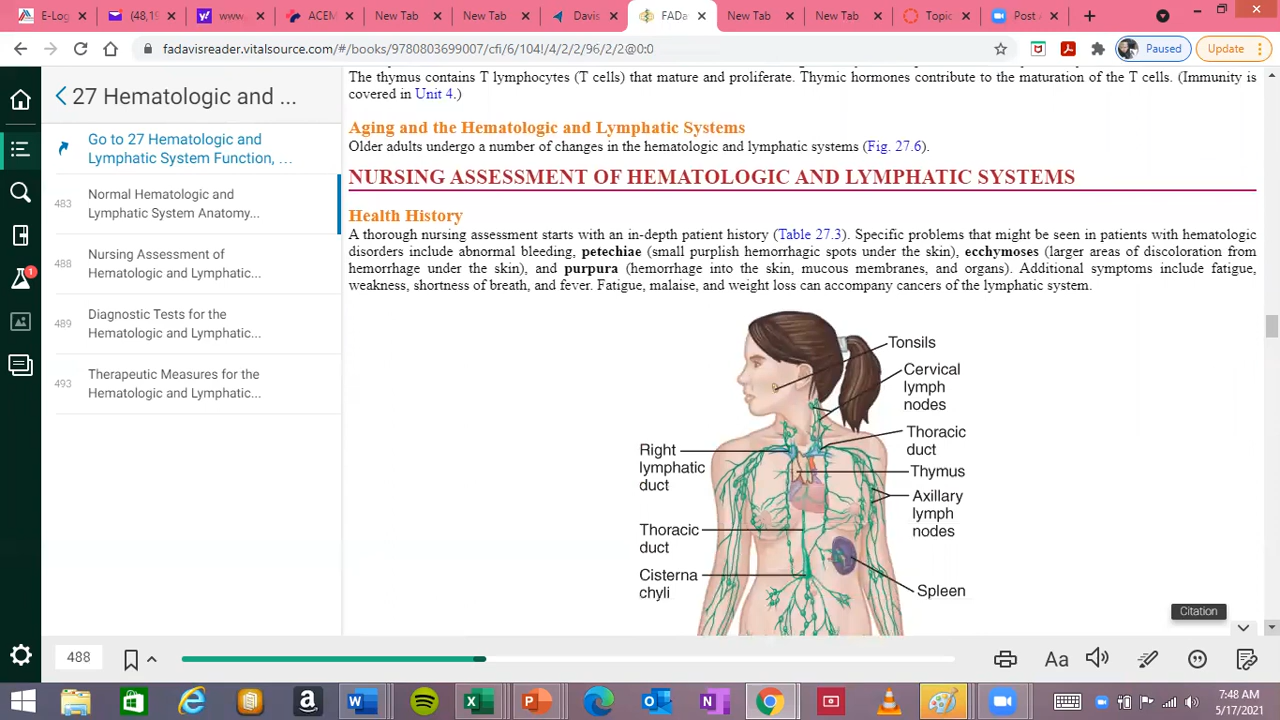 E-Log
(48,19
www.
ACEM
New Tab
New Tab
Davis
FADa
New Tab
New Tab
Topic
Post A
fadavisreader.vitalsource.com/#/books/9780803699007/cfi/6/104!/4/2/2/96/2/2@0:0
Paused
Update
27 Hematologic and ...
Go to 27 Hematologic and
Lymphatic System Function, ...
483
Normal Hematologic and
Lymphatic System Anatomy...
488
Nursing Assessment of
Hematologic and Lymphatic...
489
Diagnostic Tests for the
Hematologic and Lymphatic...
493
Therapeutic Measures for the
Hematologic and Lymphatic...
1
The thymus contains T lymphocytes (T cells) that mature and proliferate. Thymic hormones contribute to the maturation of the T cells. (Immunity is
covered in Unit 4.)
Aging and the Hematologic and Lymphatic Systems
Older adults undergo a number of changes in the hematologic and lymphatic systems (Fig. 27.6).
NURSING ASSESSMENT OF HEMATOLOGIC AND LYMPHATIC SYSTEMS
Health History
A thorough nursing assessment starts with an in-depth patient history (Table 27.3). Specific problems that might be seen in patients with hematologic
disorders include abnormal bleeding, petechiae (small purplish hemorrhagic spots under the skin), ecchymoses (larger areas of discoloration from
hemorrhage under the skin), and purpura (hemorrhage into the skin, mucous membranes, and organs). Additional symptoms include fatigue,
weakness, shortness of breath, and fever. Fatigue, malaise, and weight loss can accompany cancers of the lymphatic system.
Tonsils
Cervical
lymph
nodes
Thoracic
duct
Thymus
Axillary
lymph
nodes
Spleen
Right
lymphatic
duct
Thoracic
duct
Cisterna
chyli
Citation
488
Aa
7:48 AM
5/17/2021